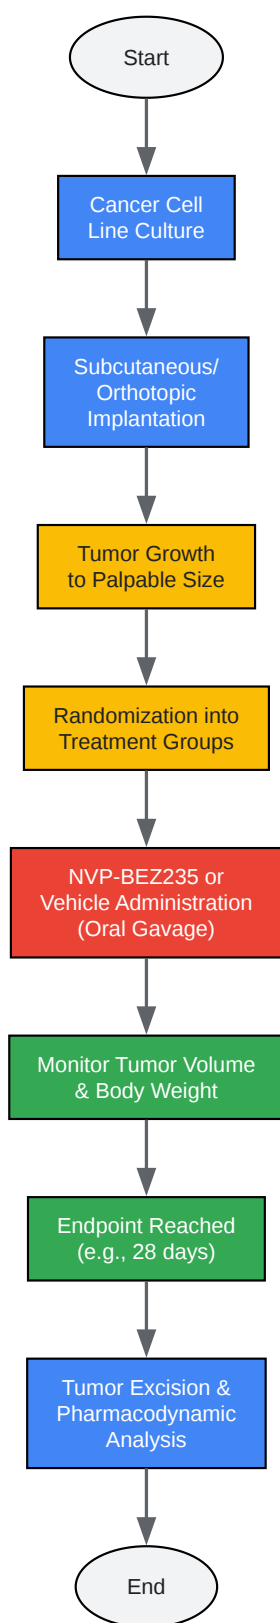 Start
Cancer Cell
Line Culture
Subcutaneous/
Orthotopic
Implantation
Tumor Growth
to Palpable Size
Randomization into
Treatment Groups
NVP-BEZ235 or
Vehicle Administration
(Oral Gavage)
Monitor Tumor Volume
& Body Weight
Endpoint Reached
(e.g., 28 days)
Tumor Excision &
Pharmacodynamic
Analysis
End